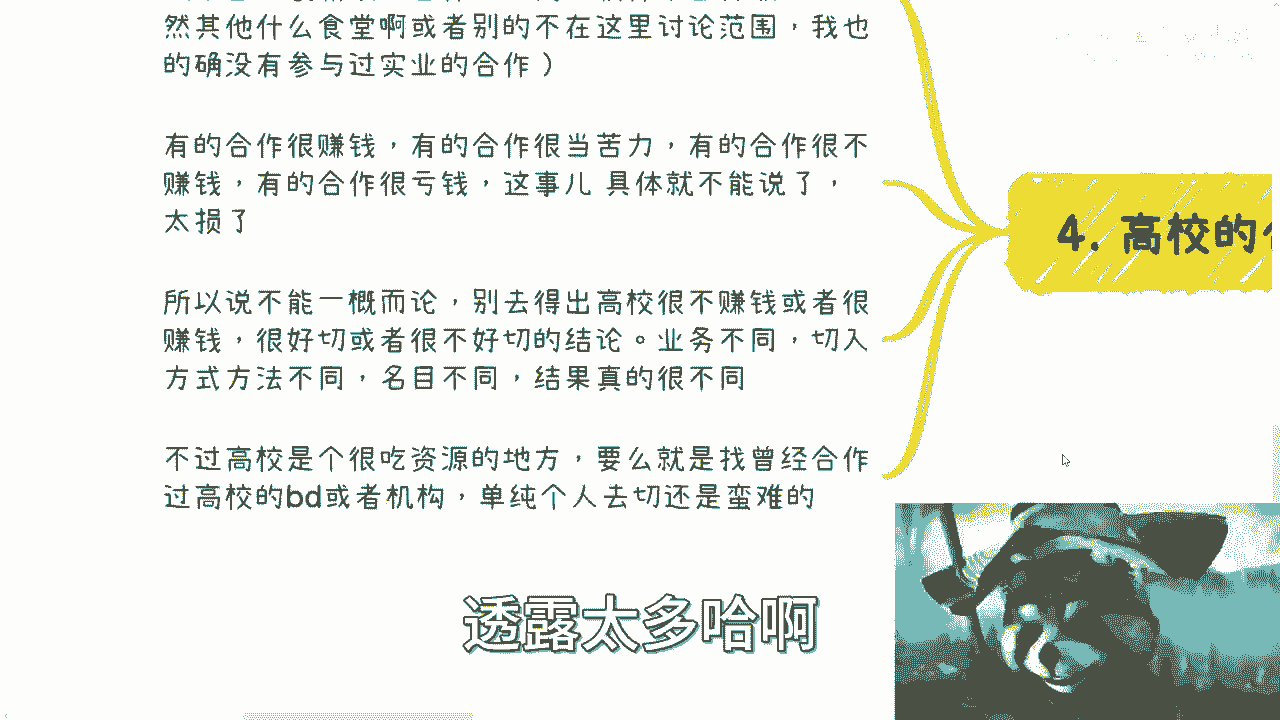 然其他什么食堂啊或者别的不在这里讨论范围，我也
的确没有参与过实业的合作）
有的合作很赚钱，有的合作很当苦力，有的合作很不
赚钱，有的合作很亏钱，这事儿 具体就不能说了，
太损了
所以说不能一概而论，别去得出高校很不赚钱或者很
赚钱，很好切或者很不好切的结论。业务不同，切入
方式方法不同，名目不同，结果真的很不同
不过高校是个很吃资源的地方，要么就是找曾经合作
过高校的bd或者机构，单纯个人去切还是蛮难的
4. 高校的
透露太多哈啊